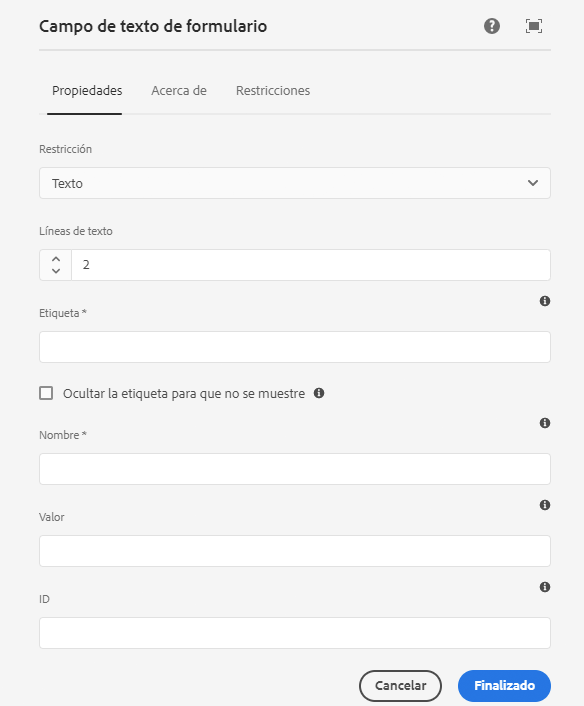 Campo de texto de formulario
Propiedades Acerca de Restricciones
Restricción
Texto
Líneas de texto
2
Etiqueta *
Ocultar la etiqueta para que no se muestre
Nombre *
Valor
ID
Cancelar Finalizado